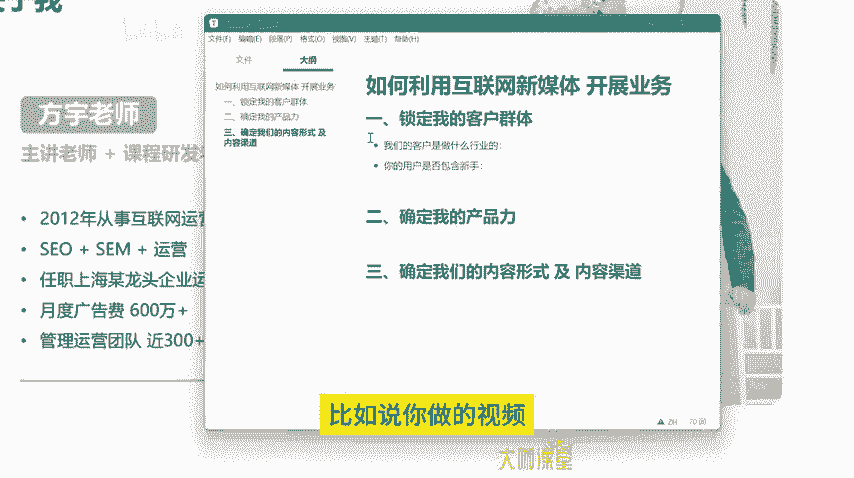 于我
方宇老师
主讲老师 + 课程研发
• 2012年从事互联网运营
• SEO + SEM + 运营
• 任职上海某龙头企业运
• 月度广告费 600万+
• 管理运营团队 近300+
T
文件(F) 编辑(E) 段落(P) 格式(O) 视图(V) 主题(T) 帮助(H)
文件 大纲
如何利用互联网新媒体 开展业务
一、锁定我的客户群体
二、确定我的产品力
三、确定我们的内容形式 及
内容渠道
如何利用互联网新媒体 开展业务
一、锁定我的客户群体
• 我们的客户是做什么行业的：
• 你的用户是否包含新手：
二、确定我的产品力
三、确定我们的内容形式 及 内容渠道
70 词
比如说你做的视频
课堂